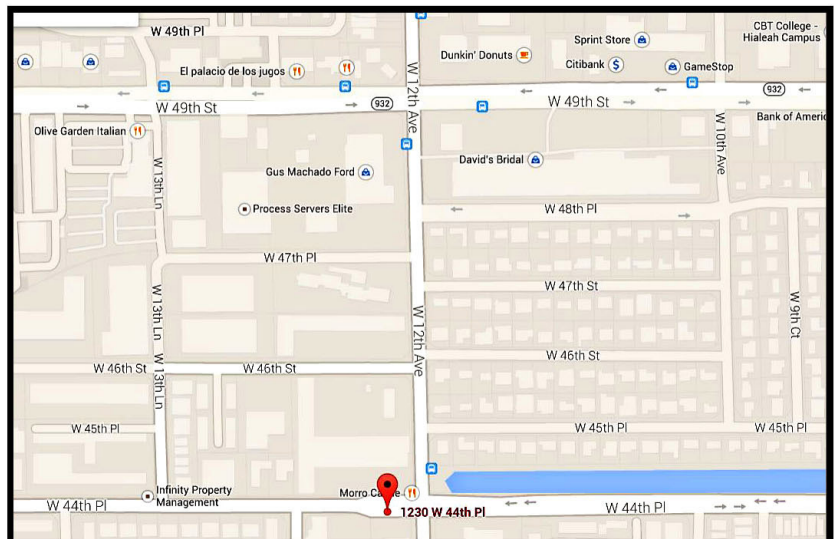 W 49th Pl
El palacio de los jugos
Dunkin' Donuts
Sprint Store
Citibank
$
GameStop
CBT College -
Hialeah Campus
W 12th Ave
932
W 49th St
932
W 49th St
Bank of Americ
Olive Garden Italian
W 13th Ln
Gus Machado Ford
Process Servers Elite
David's Bridal
W 10th Ave
W 48th Pl
W 47th Pl
W 47th St
W 13th Ln
W 12th Ave
W 9th Ct
W 46th St
W 46th St
W 46th St
W 13th Ln
W 45th Pl
W 45th Pl
W 45th Pl
Infinity Property
Management
Morro
W 44th Pl
1230 W 44th Pl
W 44th Pl